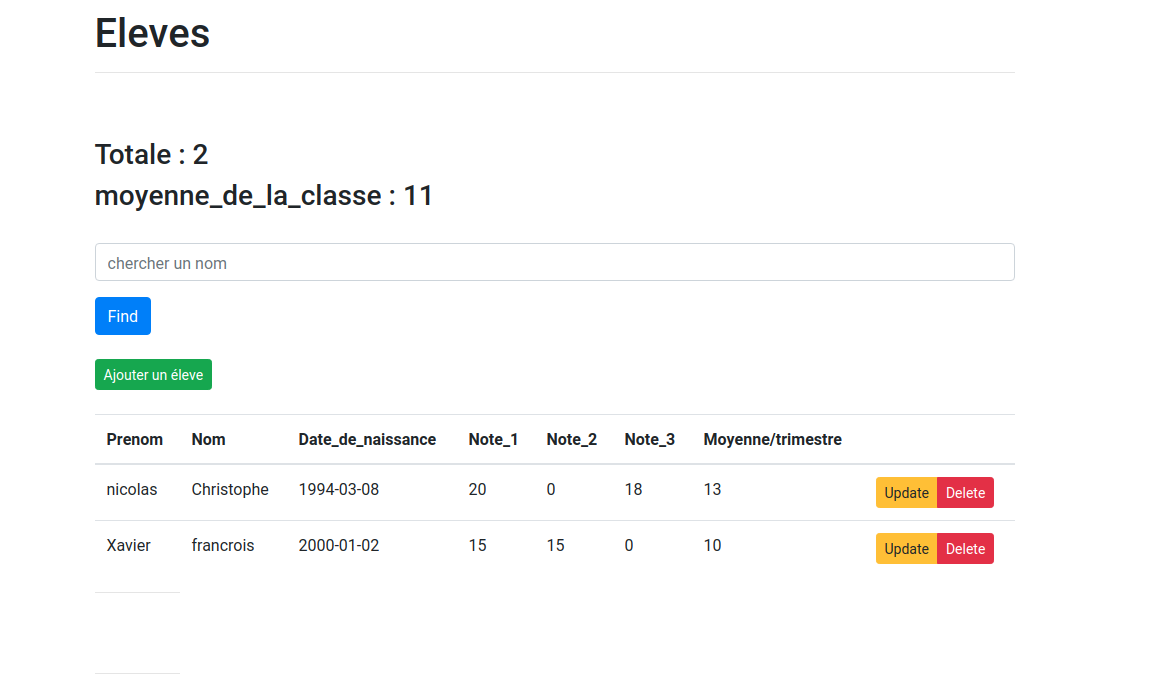 Eleves
Totale : 2
moyenne_de_la_classe : 11
chercher un nom
Find
Ajouter un éleve
Prenom Nom Date_de_naissance Note_1 Note_2 Note_3 Moyenne/trimestre
nicolas Christophe 1994-03-08 20 0 18 13 Update Delete
Xavier francrois 2000-01-02 15 15 0 10 Update Delete